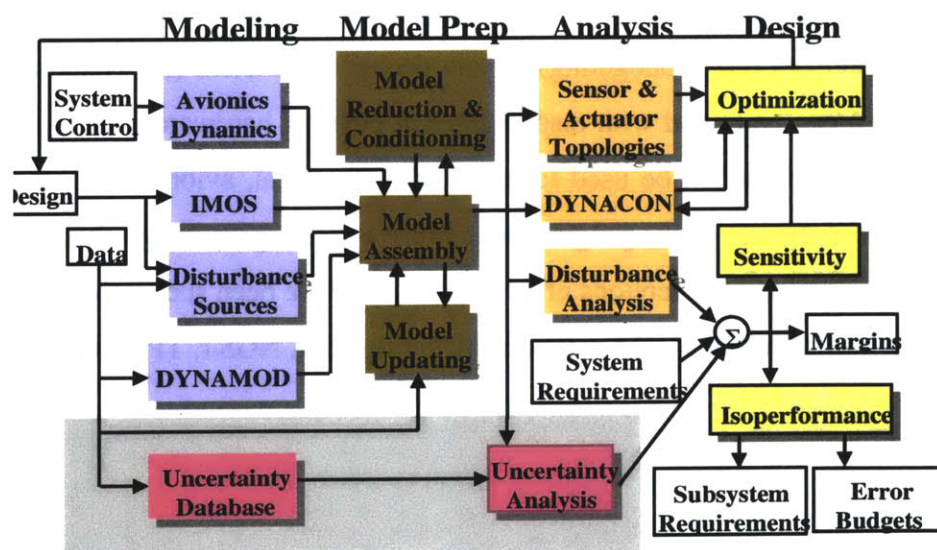 Modeling Model Prep Analysis Design
System
Control
Avionics
Dynamics
Model
Reduction &
Conditioning
Sensor &
Actuator
Topologies
Optimization
Design
IMOS
Model
Assembly
DYNACON
Data
Disturbance
Sources
Disturbance
Analysis
Sensitivity
Model
Updating
Σ
Margins
DYNAMOD
System
Requirements
Isoperformance
Uncertainty
Database
Uncertainty
Analysis
Subsystem
Requirements
Error
Budgets